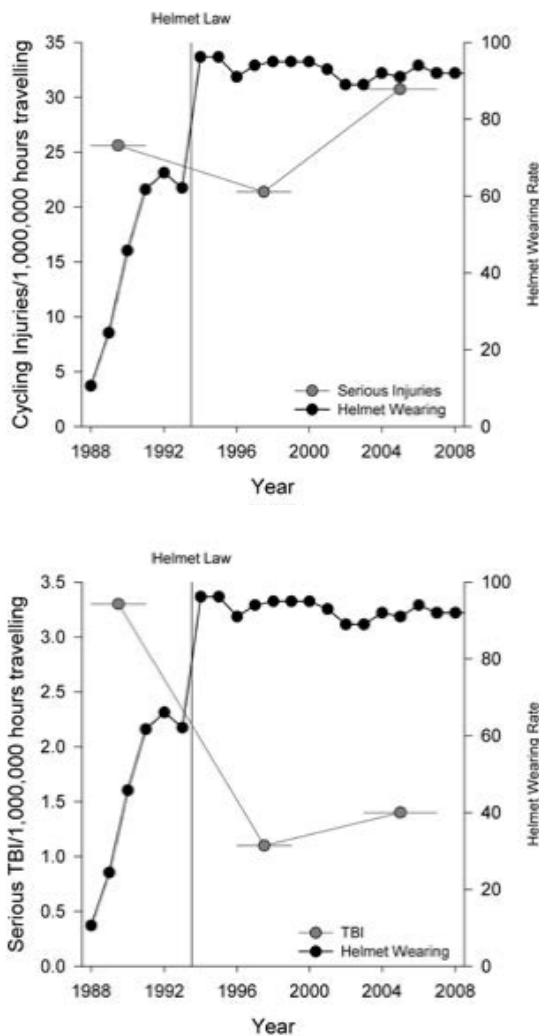 Helmet Law
35
30
25
20
15
10
5
0
100
80
60
40
20
0
Cycling Injuries/1,000,000 hours travelling
Helmet Wearing Rate
Serious Injuries
Helmet Wearing
1988 1992 1996 2000 2004 2008
Year
Helmet Law
3.5
3.0
2.5
2.0
1.5
1.0
0.5
0.0
100
80
60
40
20
0
Serious TBI/1,000,000 hours travelling
Helmet Wearing Rate
TBI
Helmet Wearing
1988 1992 1996 2000 2004 2008
Year